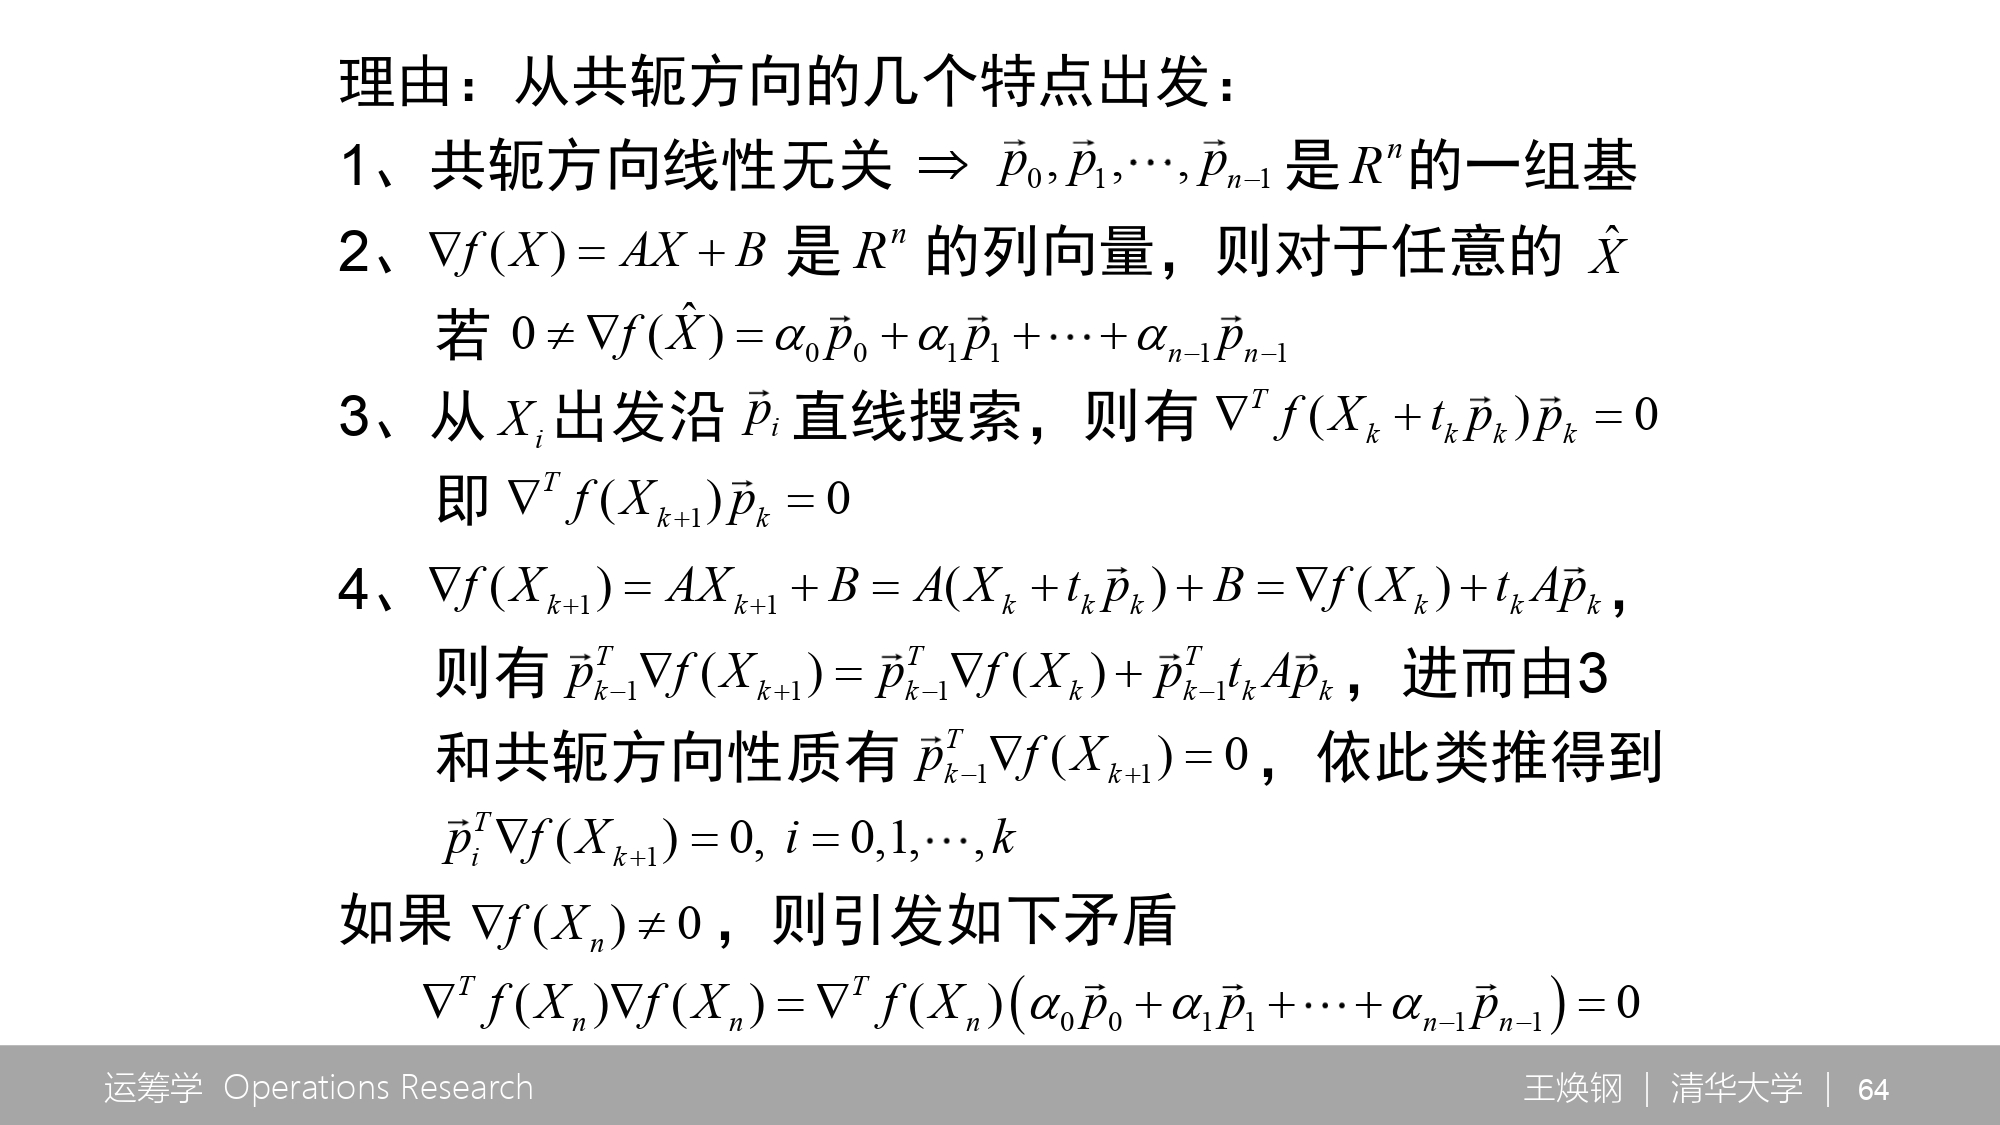 理由：从共轭方向的几个特点出发：
1、共轭方向线性无关 ⇒ $\vec{p}_0, \vec{p}_1, \cdots, \vec{p}_{n-1}$ 是 $R^n$ 的一组基
2、$\nabla f(X) = AX + B$ 是 $R^n$ 的列向量，则对于任意的 $\hat{X}$
若 $0 \neq \nabla f(\hat{X}) = \alpha_0 \vec{p}_0 + \alpha_1 \vec{p}_1 + \cdots + \alpha_{n-1} \vec{p}_{n-1}$
3、从 $X_i$ 出发沿 $\vec{p}_i$ 直线搜索，则有 $\nabla^T f(X_k + t_k \vec{p}_k) \vec{p}_k = 0$
即 $\nabla^T f(X_{k+1}) \vec{p}_k = 0$
4、$\nabla f(X_{k+1}) = AX_{k+1} + B = A(X_k + t_k \vec{p}_k) + B = \nabla f(X_k) + t_k A \vec{p}_k$，
则有 $\vec{p}_{k-1}^T \nabla f(X_{k+1}) = \vec{p}_{k-1}^T \nabla f(X_k) + \vec{p}_{k-1}^T t_k A \vec{p}_k$，进而由3
和共轭方向性质有 $\vec{p}_{k-1}^T \nabla f(X_{k+1}) = 0$，依此类推得到
$\vec{p}_i^T \nabla f(X_{k+1}) = 0, \ i = 0,1,\cdots,k$
如果 $\nabla f(X_n) \neq 0$，则引发如下矛盾
$\nabla^T f(X_n) \nabla f(X_n) = \nabla^T f(X_n) \left( \alpha_0 \vec{p}_0 + \alpha_1 \vec{p}_1 + \cdots + \alpha_{n-1} \vec{p}_{n-1} \right) = 0$
运筹学 Operations Research
王焕钢 | 清华大学 | 64